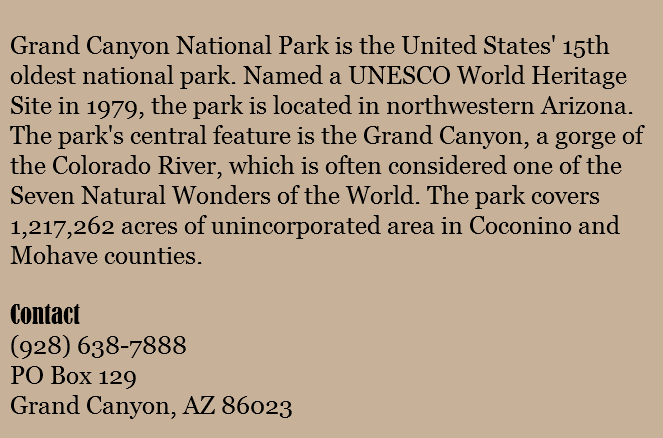 Grand Canyon National Park is the United States' 15th
oldest national park. Named a UNESCO World Heritage
Site in 1979, the park is located in northwestern Arizona.
The park's central feature is the Grand Canyon, a gorge of
the Colorado River, which is often considered one of the
Seven Natural Wonders of the World. The park covers
1,217,262 acres of unincorporated area in Coconino and
Mohave counties.
Contact
(928) 638-7888
PO Box 129
Grand Canyon, AZ 86023